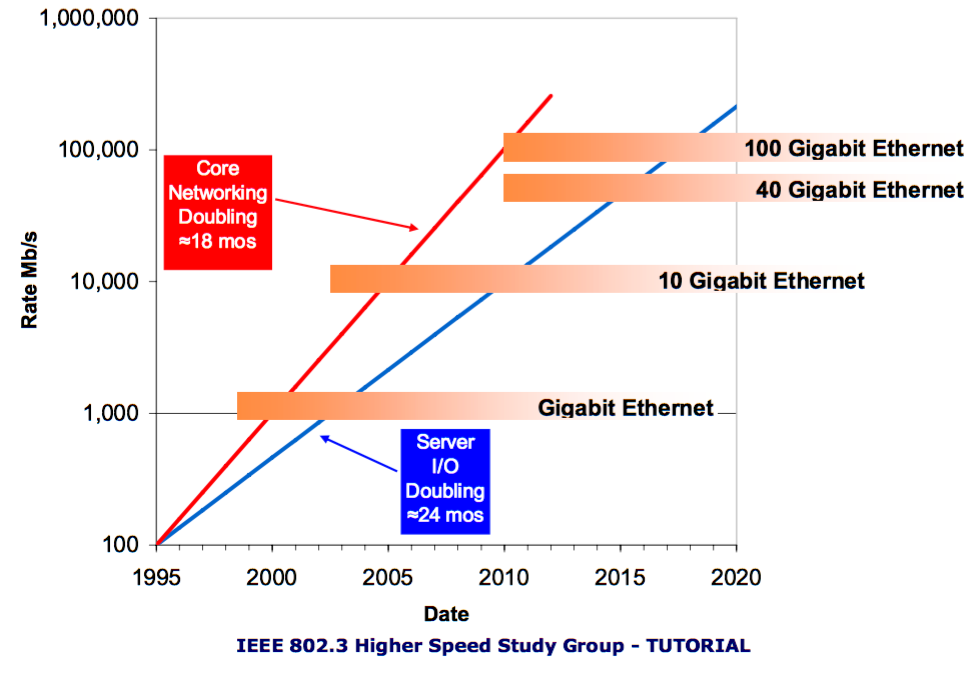 1,000,000
100,000
10,000
1,000
100
Rate Mb/s
Core
Networking
Doubling
≈18 mos
100 Gigabit Ethernet
40 Gigabit Ethernet
10 Gigabit Ethernet
Gigabit Ethernet
Server
I/O
Doubling
≈24 mos
1995 2000 2005 2010 2015 2020
Date
IEEE 802.3 Higher Speed Study Group - TUTORIAL